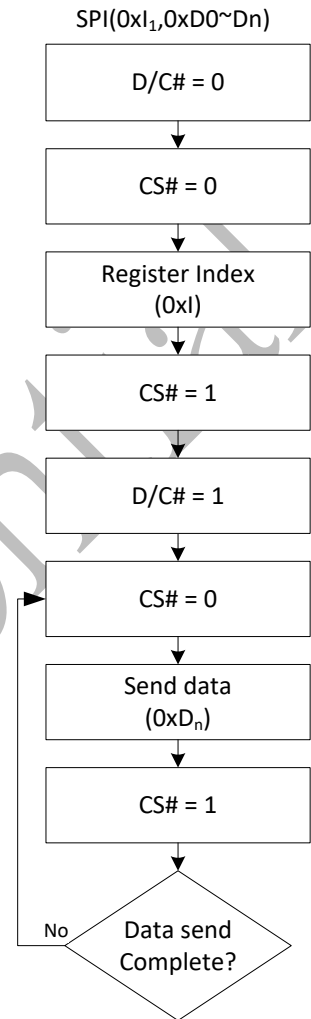 SPI(0xI₁,0xD0~Dn)
D/C# = 0
CS# = 0
Register Index
(0xI)
CS# = 1
D/C# = 1
CS# = 0
Send data
(0xDₙ)
CS# = 1
No
Data send
Complete?